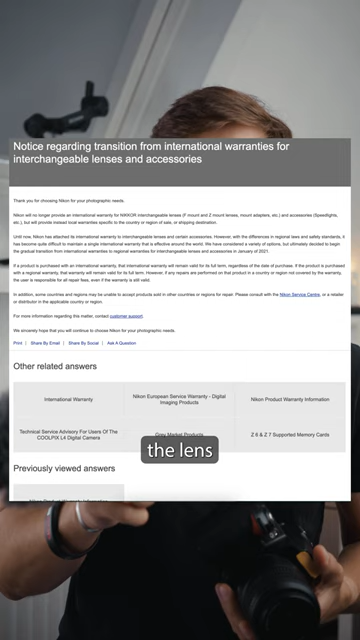 Notice regarding transition from international warranties for
interchangeable lenses and accessories
Thank you for choosing Nikon for your photographic needs.
Nikon will no longer provide an international warranty for NIKKOR interchangeable lenses (F mount and Z mount lenses, mount adapters, etc.) and accessories (Speedlights,
etc.), but will provide instead local warranties specific to the country or region of sale, or shipping destination.
Until now, Nikon has attached its international warranty to interchangeable lenses and certain accessories. However, with the differences in regional laws and safety standards, it
has become quite difficult to maintain a single international warranty that is effective around the world. We have considered a variety of options, but ultimately decided to begin
the gradual transition from international warranties to regional warranties for interchangeable lenses and accessories in January of 2021.
If a product is purchased with an international warranty, that international warranty will remain valid for its full term, regardless of the date of purchase. If the product is purchased
with a regional warranty, that warranty will remain valid for its full term. However, if any repairs are performed on that product in a country or region not covered by the warranty,
the user is responsible for all repair fees, even if the warranty is still valid.
In addition, some countries and regions may be unable to accept products sold in other countries or regions for repair. Please consult with the Nikon Service Centre, or a retailer
or distributor in the applicable country or region.
For more information regarding this matter, contact customer support.
We sincerely hope that you will continue to choose Nikon for your photographic needs.
Print | Share By Email | Share By Social | Ask A Question
Other related answers
International Warranty
Nikon European Service Warranty - Digital
Imaging Products
Nikon Product Warranty Information
Technical Service Advisory For Users Of The
COOLPIX L4 Digital Camera
Grey Market Products
Z 6 & Z 7 Supported Memory Cards
the lens
Previously viewed answers
Nikon Product Warranty Information